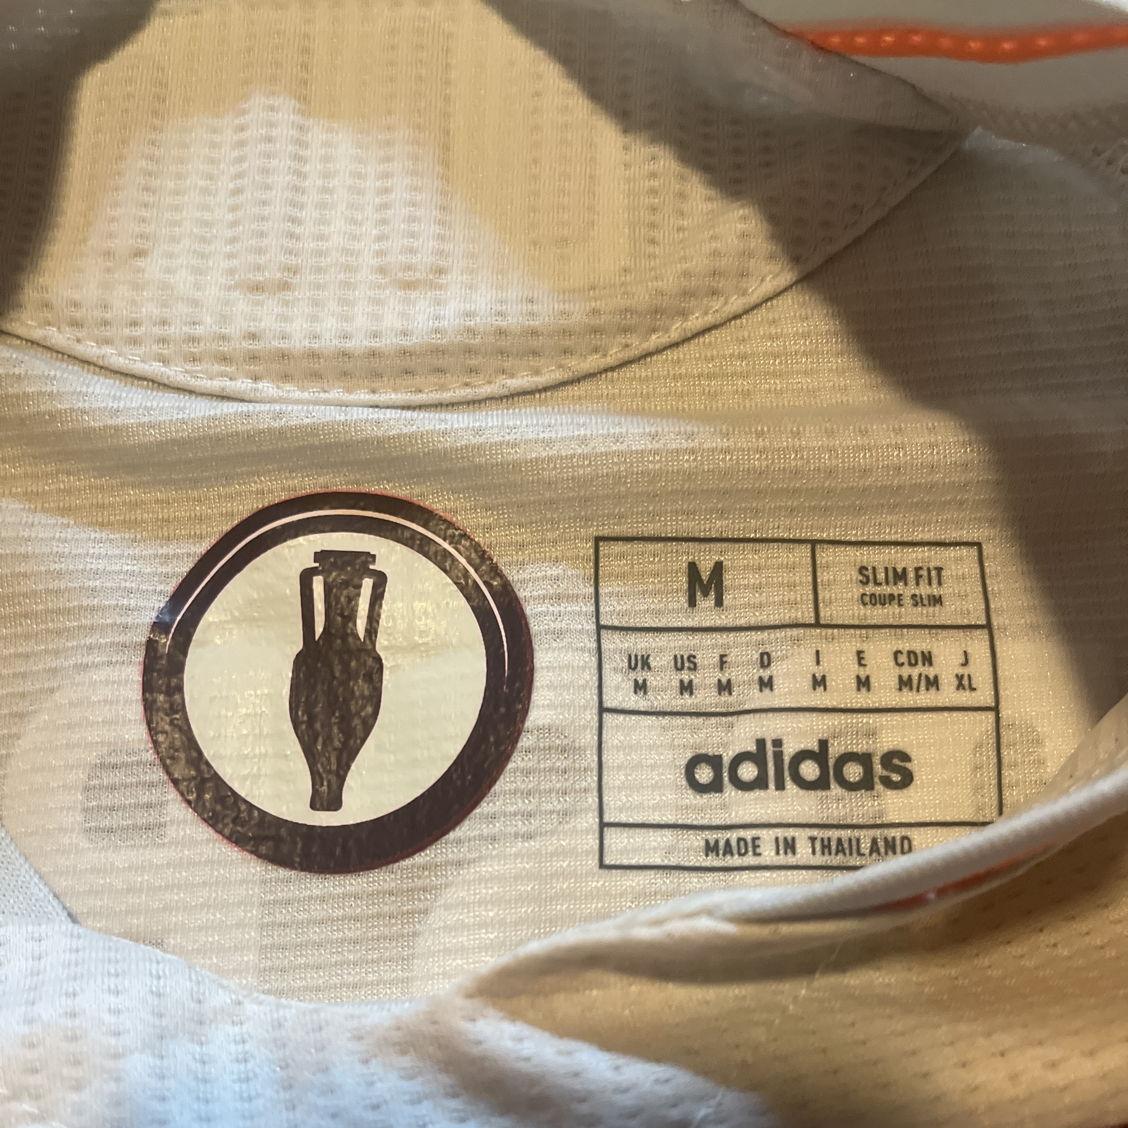 M
SLIM FIT
COUPE SLIM
UK US F D I E CDN J
M M M M M M M/M XL
adidas
MADE IN THAILAND